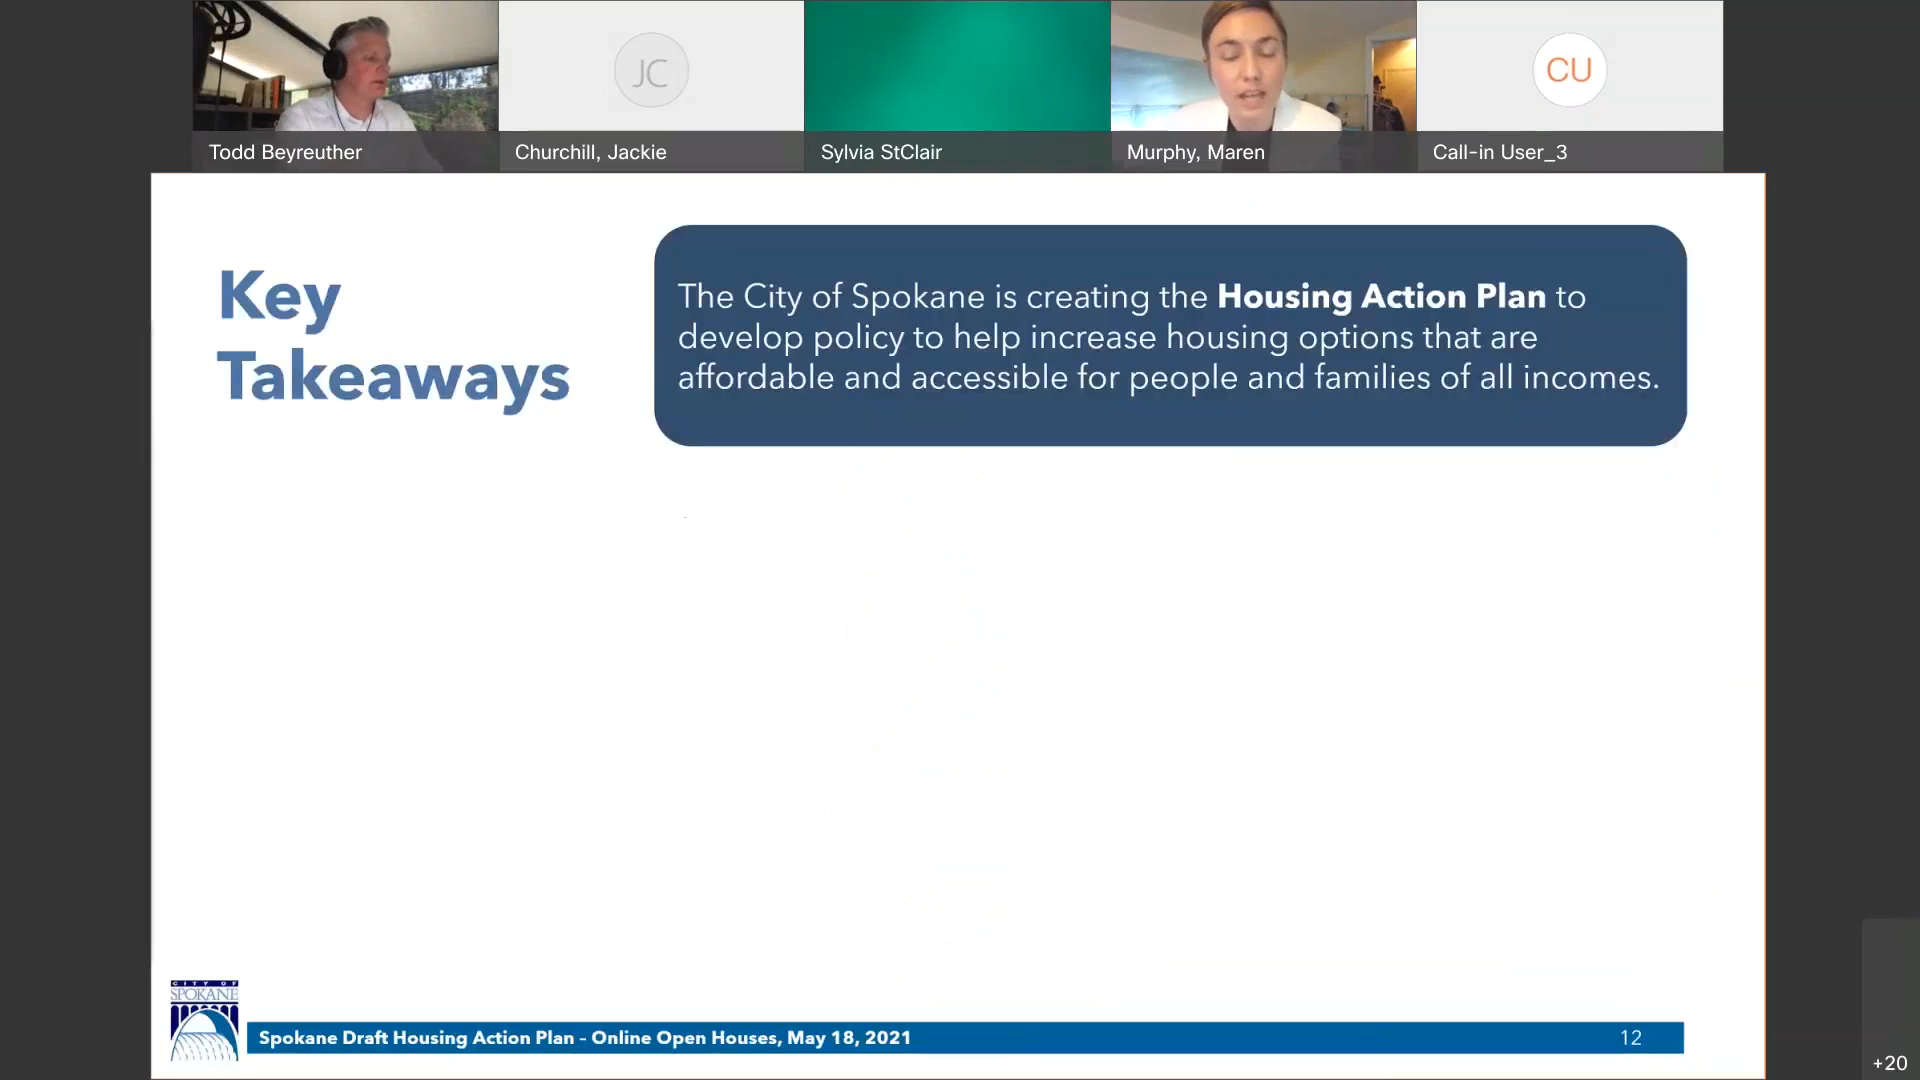 JC
CU
Todd Beyreuther
Churchill, Jackie
Sylvia StClair
Murphy, Maren
Call-in User_3
Key
Takeaways
The City of Spokane is creating the Housing Action Plan to
develop policy to help increase housing options that are
affordable and accessible for people and families of all incomes.
CITY OF
SPOKANE
Spokane Draft Housing Action Plan – Online Open Houses, May 18, 2021
12
+20